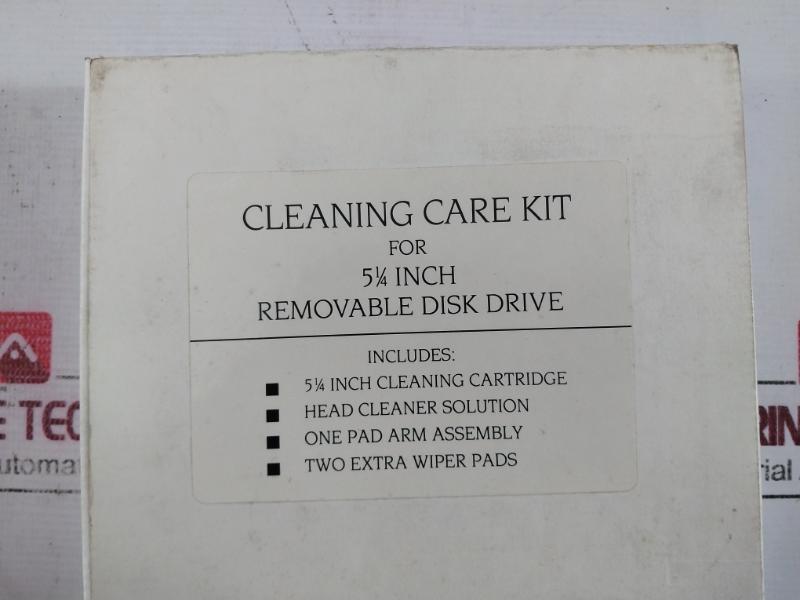 CLEANING CARE KIT
FOR
5¼ INCH
REMOVABLE DISK DRIVE
INCLUDES:
■ 5¼ INCH CLEANING CARTRIDGE
■ HEAD CLEANER SOLUTION
■ ONE PAD ARM ASSEMBLY
■ TWO EXTRA WIPER PADS